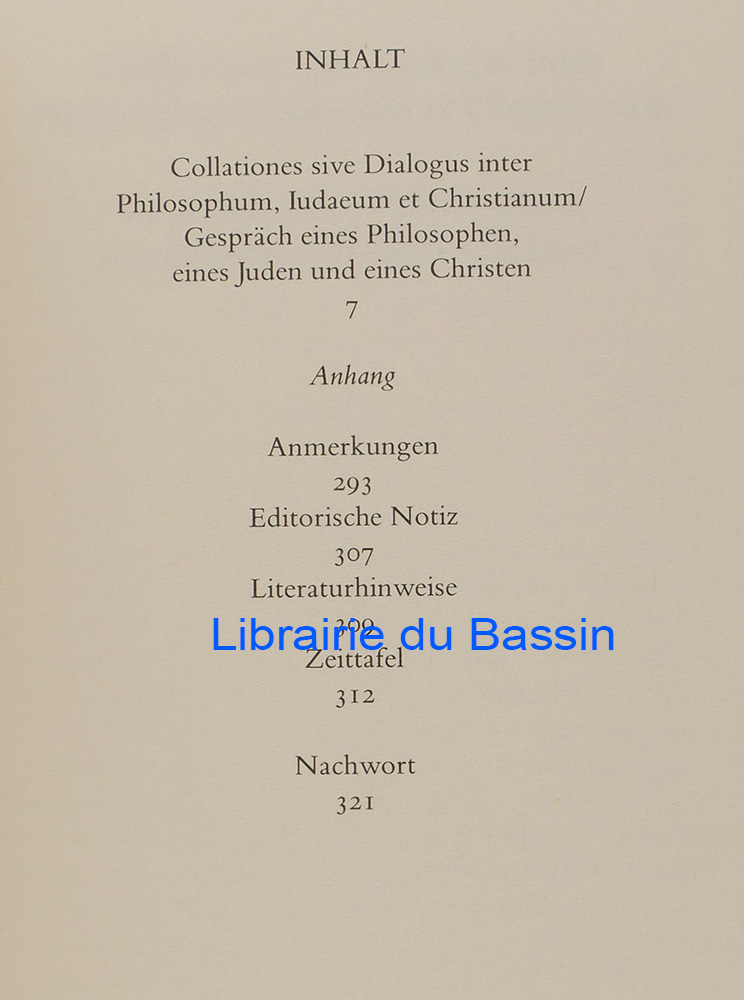 INHALT
Collationes sive Dialogus inter
Philosophum, Iudaeum et Christianum/
Gespräch eines Philosophen,
eines Juden und eines Christen
7
Anhang
Anmerkungen
293
Editorische Notiz
307
Literaturhinweise
309
Librairie du Bassin
Zeittafel
312
Nachwort
321